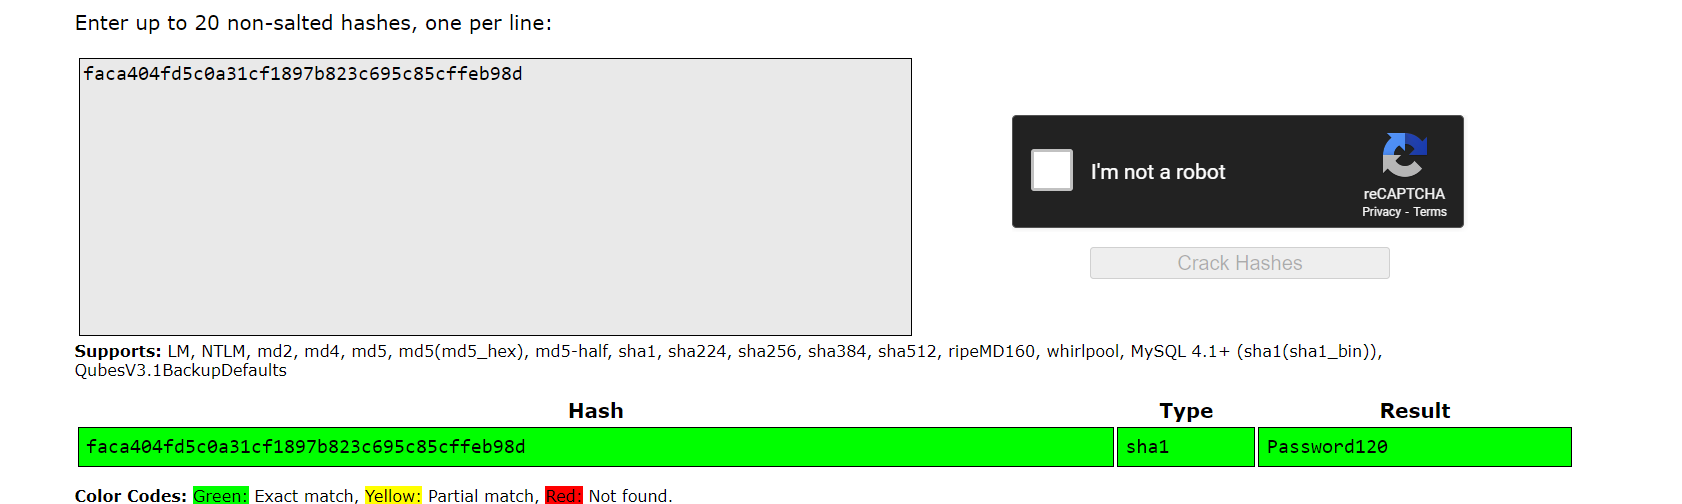 Enter up to 20 non-salted hashes, one per line:
faca404fd5c0a31cf1897b823c695c85cffeb98d
I'm not a robot
reCAPTCHA
Privacy - Terms
Crack Hashes
Supports: LM, NTLM, md2, md4, md5, md5(md5_hex), md5-half, sha1, sha224, sha256, sha384, sha512, ripeMD160, whirlpool, MySQL 4.1+ (sha1(sha1_bin)),
QubesV3.1BackupDefaults
Hash Type Result
faca404fd5c0a31cf1897b823c695c85cffeb98d sha1 Password120
Color Codes: Green: Exact match, Yellow: Partial match, Red: Not found.